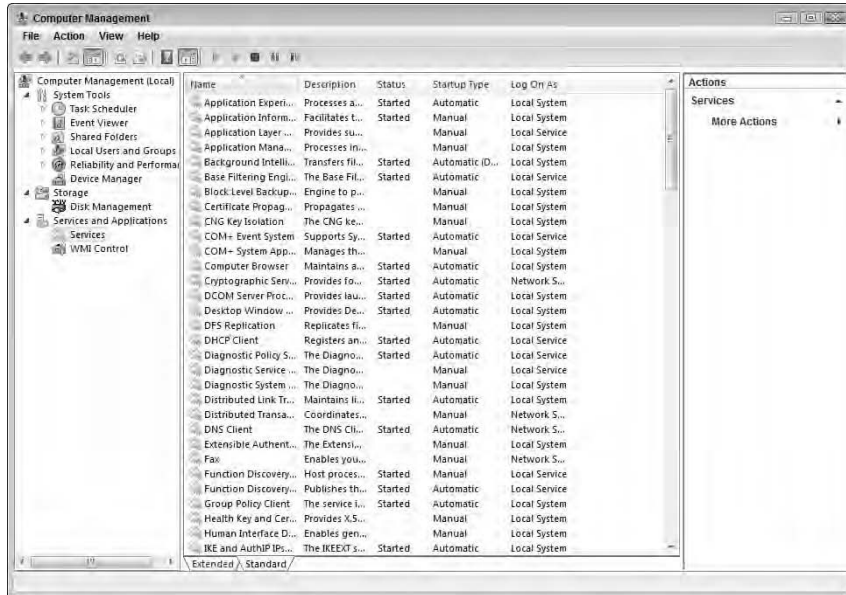 Computer Management
File Action View Help
Computer Management (Local)
System Tools
Task Scheduler
Event Viewer
Shared Folders
Local Users and Groups
Reliability and Performa
Device Manager
Storage
Disk Management
Services and Applications
Services
WMI Control
Name Description Status Startup Type Log On As
Application Experi... Processes a... Started Automatic Local System
Application Inform... Facilitates t... Started Manual Local System
Application Layer ... Provides su... Manual Local Service
Application Mana... Processes in... Manual Local System
Background Intelli... Transfers fil... Started Automatic (D... Local System
Base Filtering Engi... The Base Fil... Started Automatic Local Service
Block Level Backup... Engine to p... Manual Local System
Certificate Propag... Propagates ... Manual Local System
CNG Key Isolation The CNG ke... Manual Local System
COM+ Event System Supports Sy... Started Automatic Local Service
COM+ System App... Manages th... Manual Local System
Computer Browser Maintains a... Started Automatic Local System
Cryptographic Serv... Provides fo... Started Automatic Network S...
DCOM Server Proc... Provides lau... Started Automatic Local System
Desktop Window ... Provides De... Started Automatic Local System
DFS Replication Replicates fi... Manual Local System
DHCP Client Registers an... Started Automatic Local Service
Diagnostic Policy S... The Diagno... Started Automatic Local Service
Diagnostic Service ... The Diagno... Manual Local Service
Diagnostic System ... The Diagno... Manual Local System
Distributed Link Tr... Maintains li... Started Automatic Local System
Distributed Transa... Coordinates... Manual Network S...
DNS Client The DNS Cli... Started Automatic Network S...
Extensible Authent... The Extensi... Manual Local System
Fax Enables you... Manual Network S...
Function Discovery... Host proces... Started Manual Local Service
Function Discovery... Publishes th... Started Automatic Local Service
Group Policy Client The service i... Started Automatic Local System
Health Key and Cer... Provides X.5... Manual Local System
Human Interface D... Enables gen... Manual Local System
IKE and AuthIP IPs... The IKEEXT s... Started Automatic Local System
Extended Standard
Actions
Services
More Actions